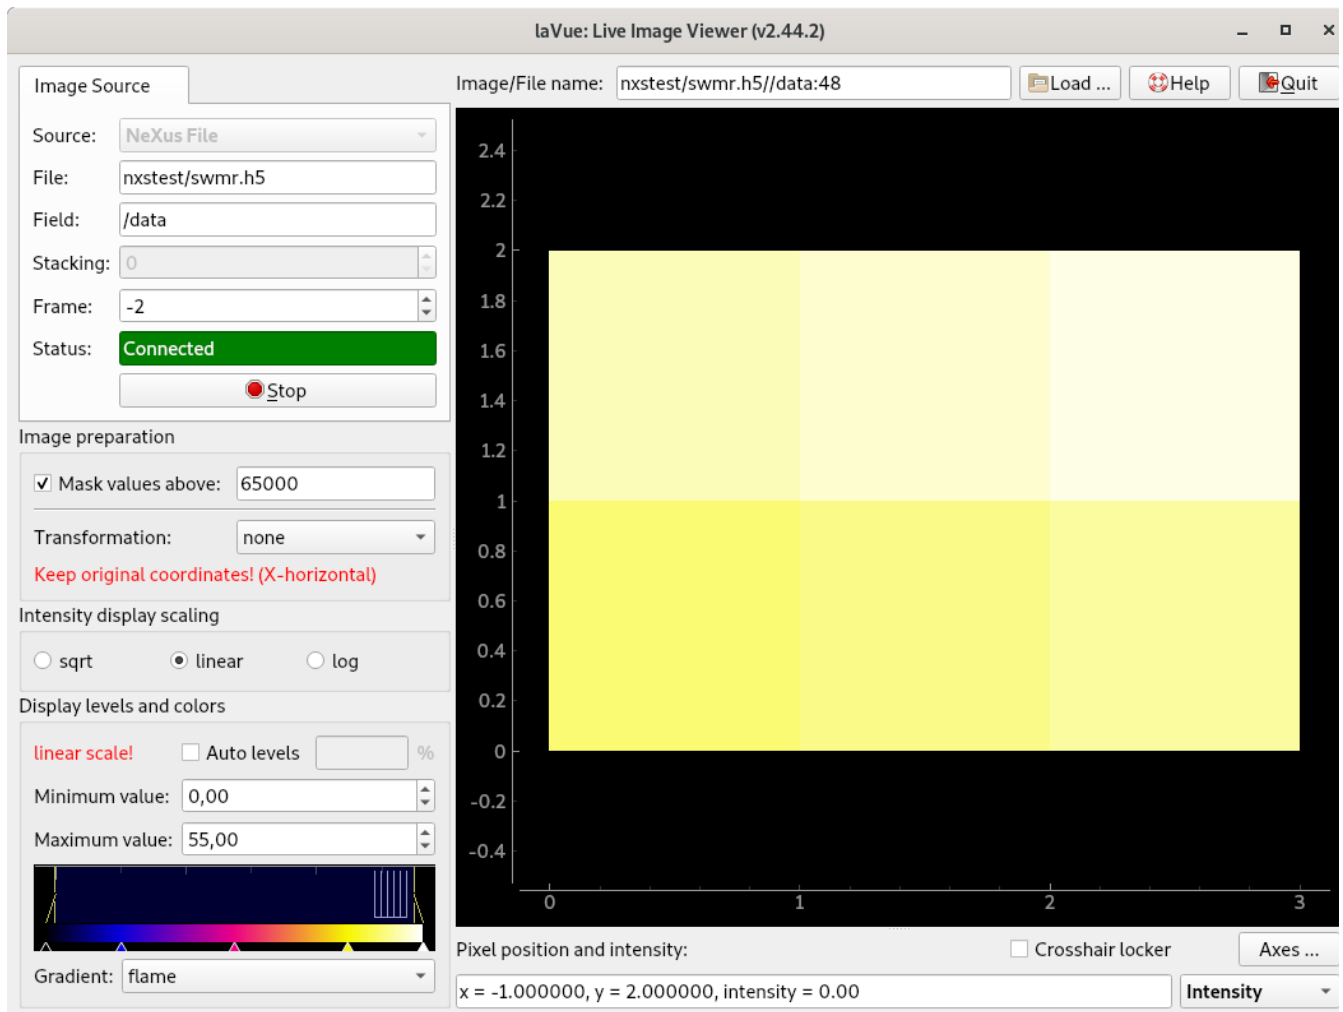 laVue: Live Image Viewer (v2.44.2)
Image Source
Image/File name: nxstest/swmr.h5//data:48 Load ... Help Quit
Source: NeXus File
File: nxstest/swmr.h5
Field: /data
Stacking: 0
Frame: -2
Status: Connected
Stop
Image preparation
Mask values above: 65000
Transformation: none
Keep original coordinates! (X-horizontal)
Intensity display scaling
sqrt linear log
Display levels and colors
linear scale! Auto levels %
Minimum value: 0,00
Maximum value: 55,00
Gradient: flame
2.4
2.2
2
1.8
1.6
1.4
1.2
1
0.8
0.6
0.4
0.2
0
-0.2
-0.4
0 1 2 3
Pixel position and intensity: Crosshair locker Axes ...
x = -1.000000, y = 2.000000, intensity = 0.00 Intensity